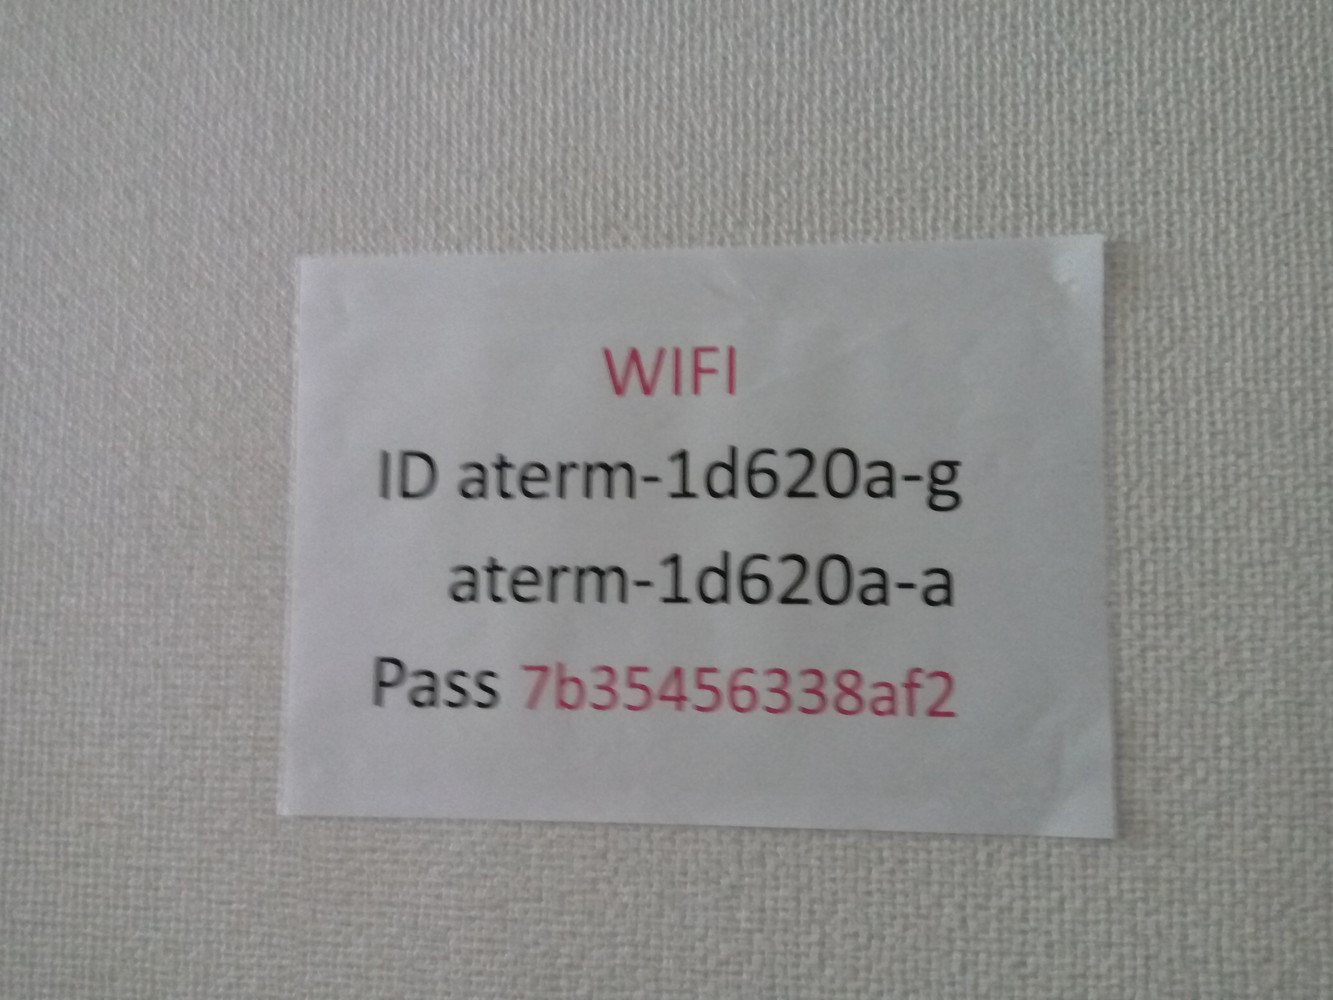 WIFI
ID aterm-1d620a-g
aterm-1d620a-a
Pass 7b35456338af2